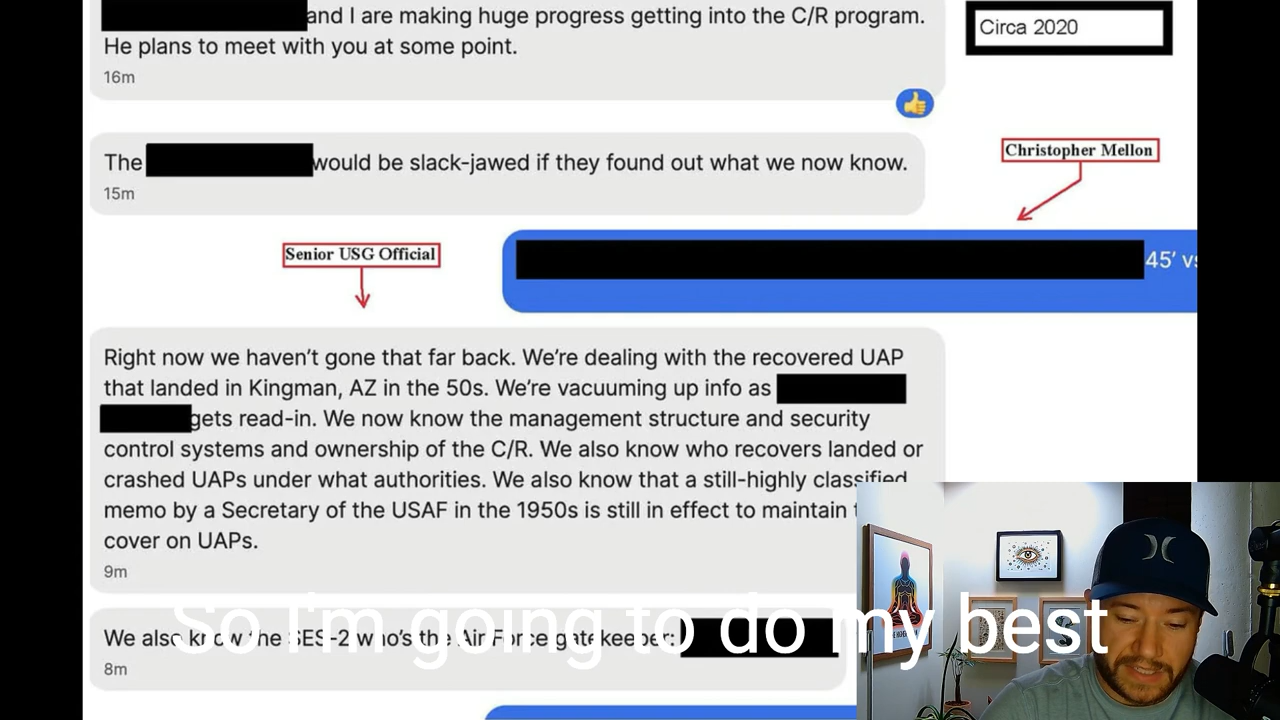 and I are making huge progress getting into the C/R program.
He plans to meet with you at some point.
16m
Circa 2020
The would be slack-jawed if they found out what we now know.
15m
Christopher Mellon
Senior USG Official
45' vs
Right now we haven't gone that far back. We're dealing with the recovered UAP
that landed in Kingman, AZ in the 50s. We're vacuuming up info as
gets read-in. We now know the management structure and security
control systems and ownership of the C/R. We also know who recovers landed or
crashed UAPs under what authorities. We also know that a still-highly classified
memo by a Secretary of the USAF in the 1950s is still in effect to maintain
cover on UAPs.
9m
We also know the SES-2 who's the Air Force gatekeeper:
8m
So I'm going to do my best